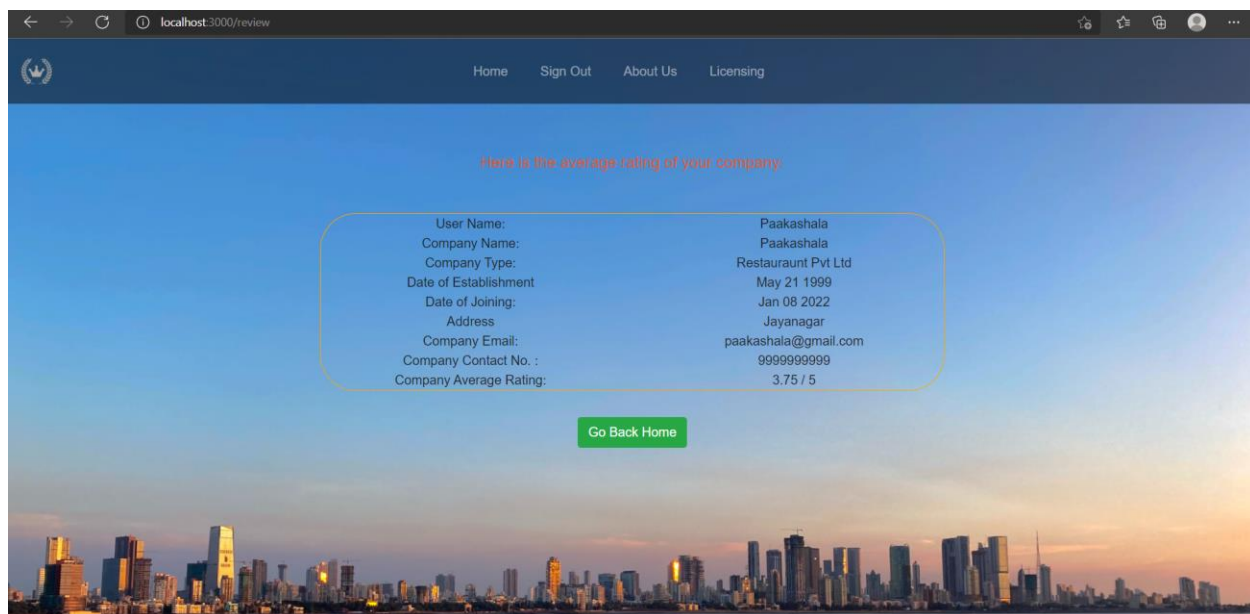 localhost:3000/review
Home Sign Out About Us Licensing
Here is the average rating of your company:
User Name: Paakashala
Company Name: Paakashala
Company Type: Restauraunt Pvt Ltd
Date of Establishment May 21 1999
Date of Joining: Jan 08 2022
Address Jayanagar
Company Email: paakashala@gmail.com
Company Contact No. : 9999999999
Company Average Rating: 3.75 / 5
Go Back Home